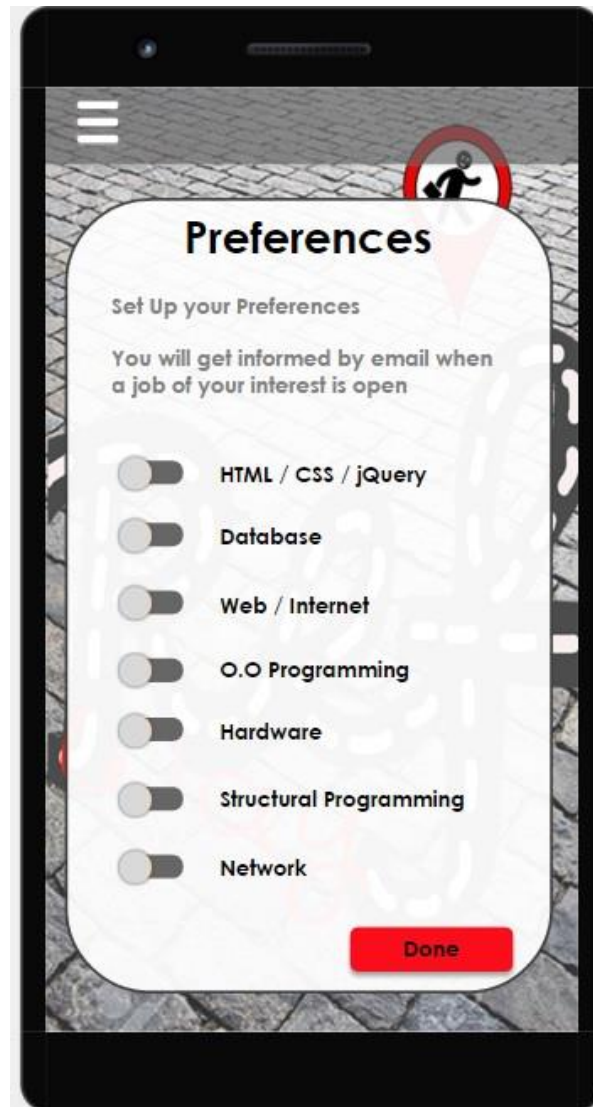 Preferences
Set Up your Preferences
You will get informed by email when
a job of your interest is open
HTML / CSS / jQuery
Database
Web / Internet
O.O Programming
Hardware
Structural Programming
Network
Done